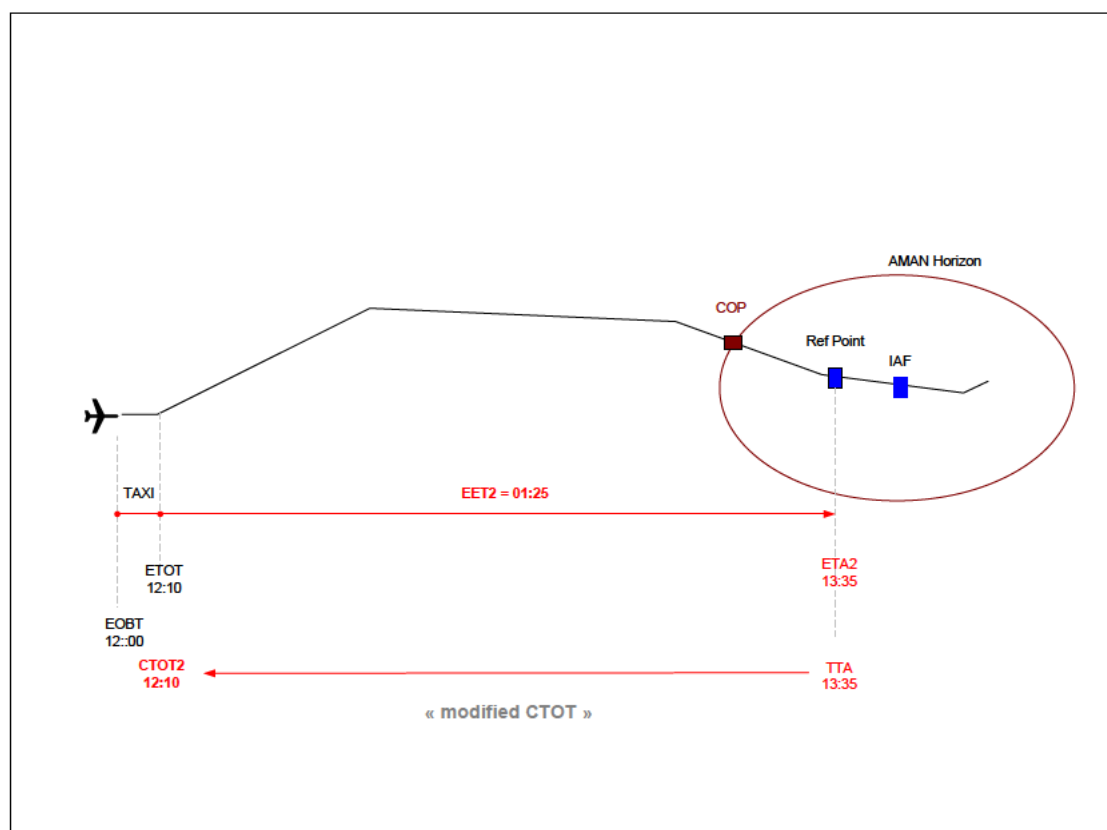 AMAN Horizon
COP
Ref Point
IAF
TAXI
EET2 = 01:25
ETOT
12:10
ETA2
13:35
EOBT
12::00
CTOT2
12:10
TTA
13:35
« modified CTOT »